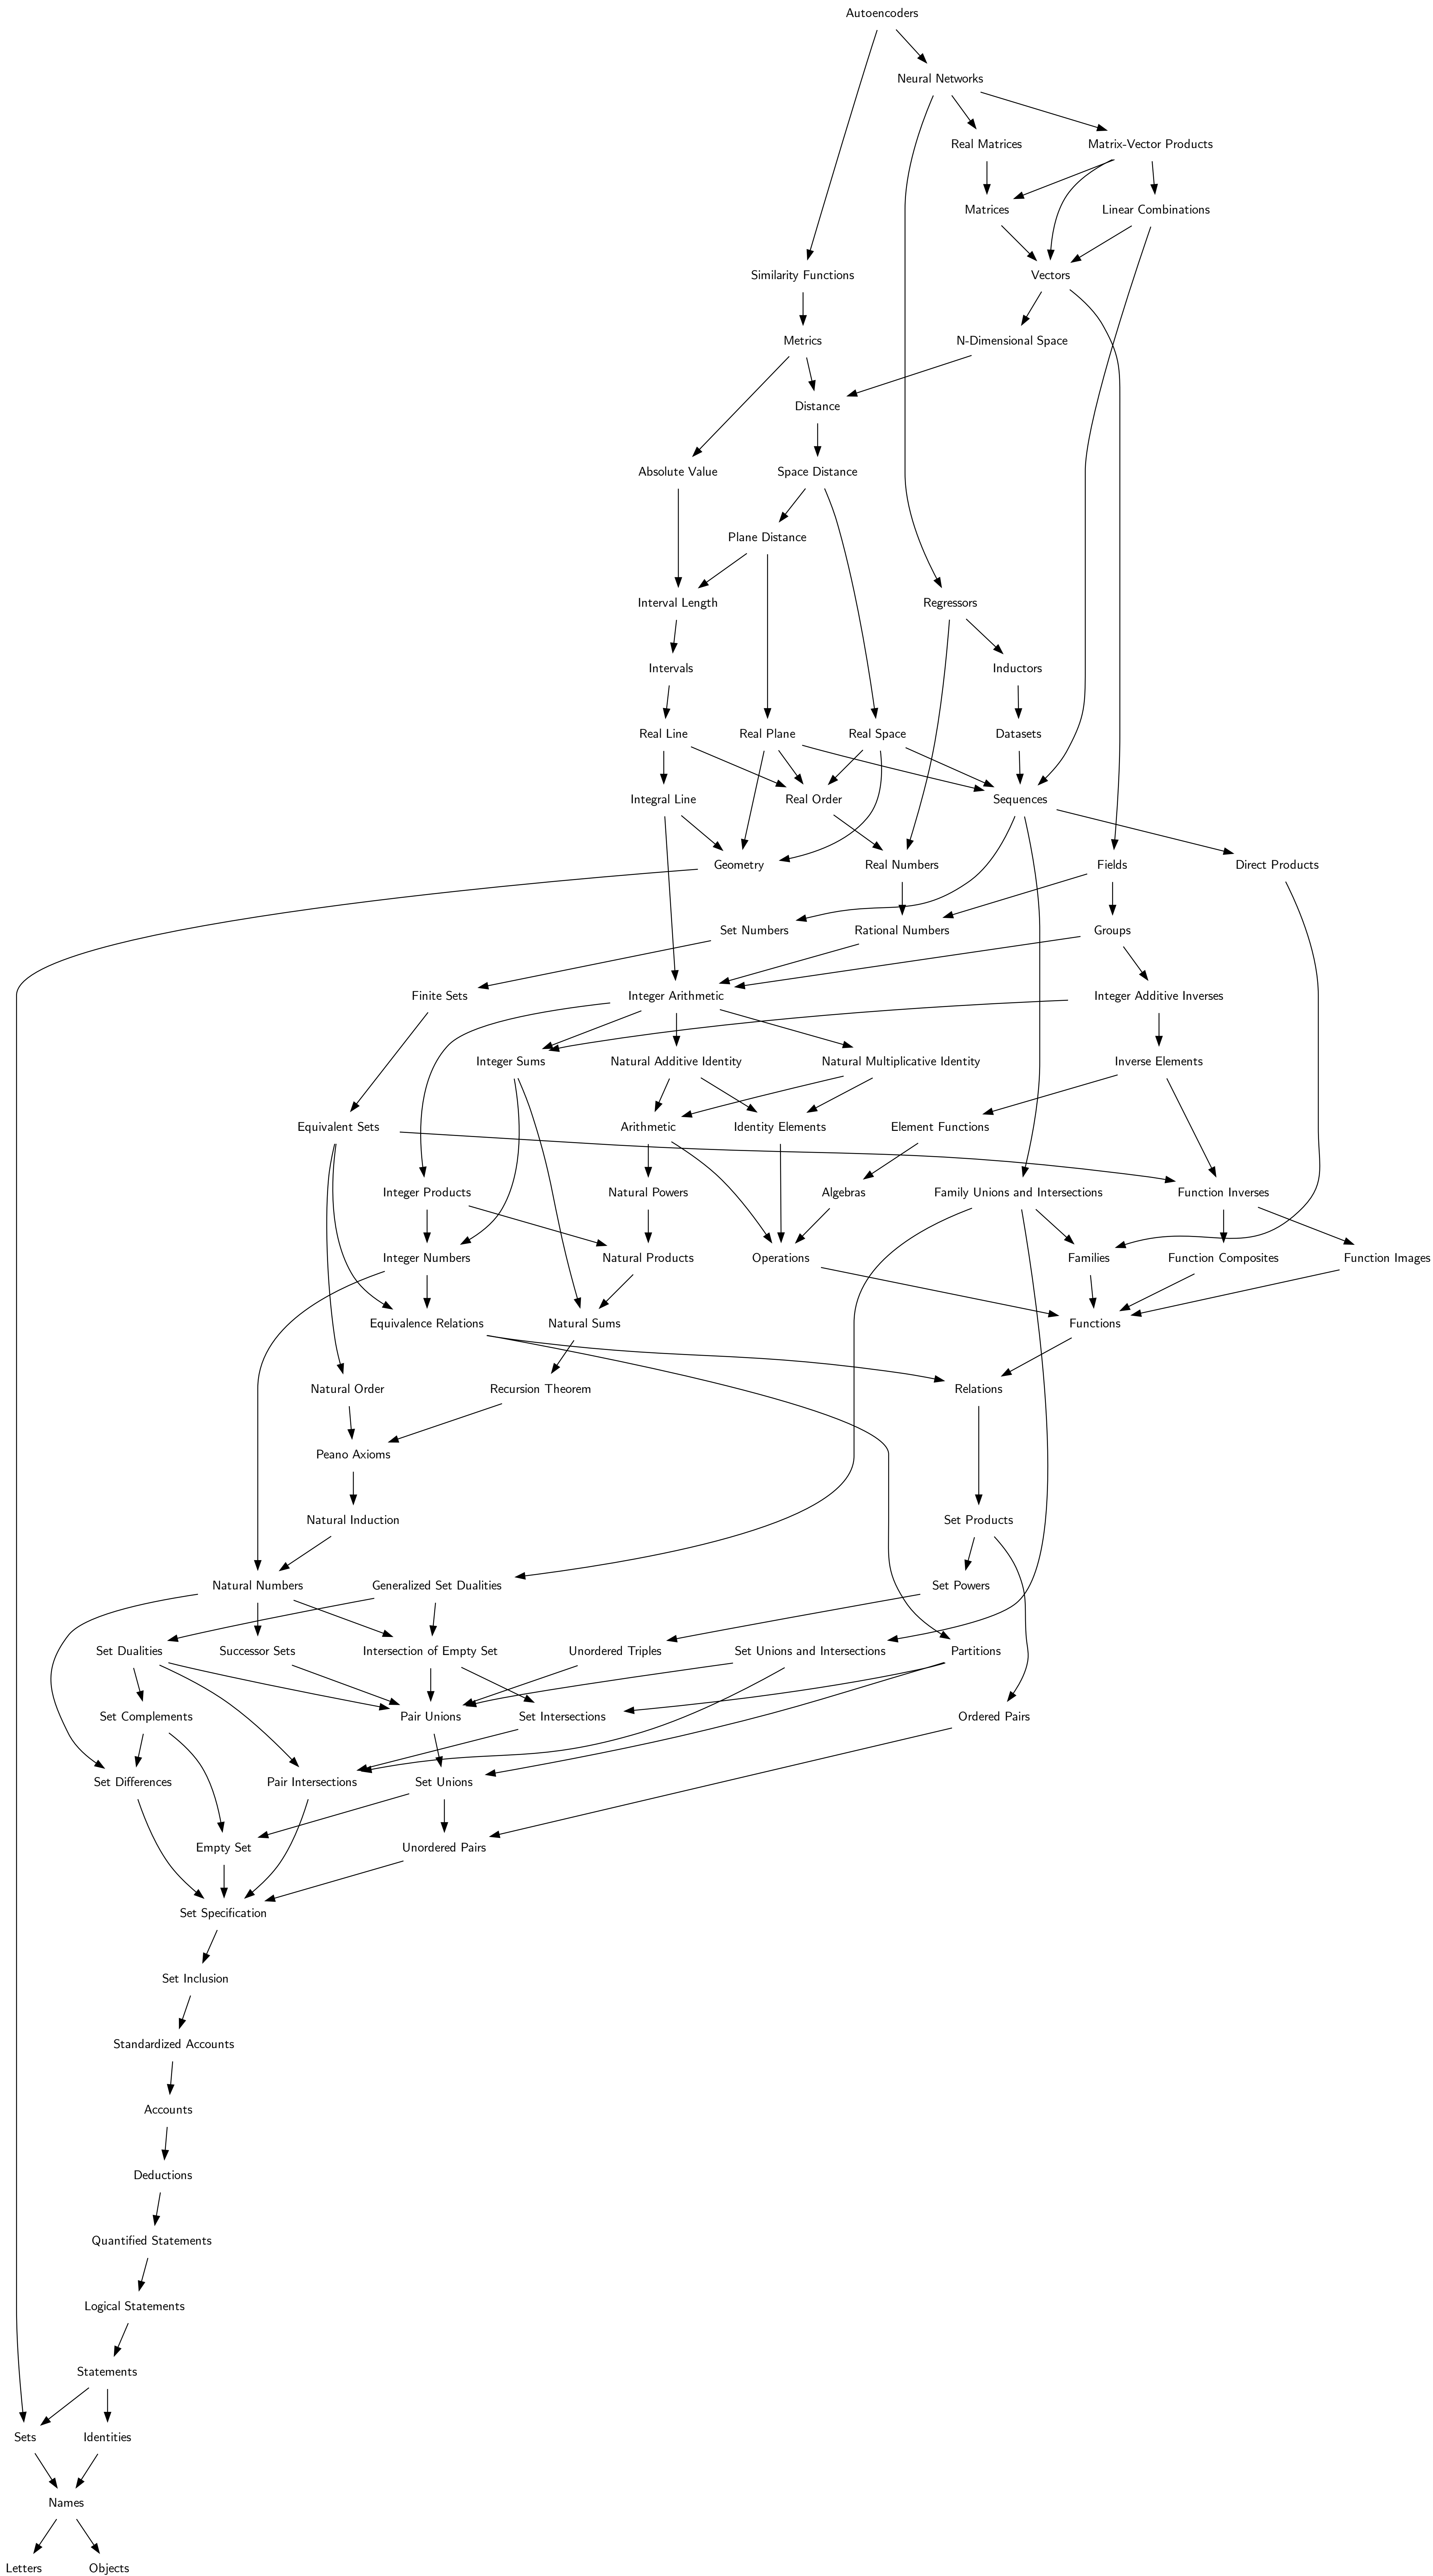 Autoencoders
Neural Networks
Real Matrices
Matrix-Vector Products
Matrices
Linear Combinations
Similarity Functions
Vectors
Metrics
N-Dimensional Space
Distance
Absolute Value
Space Distance
Plane Distance
Interval Length
Regressors
Intervals
Inductors
Real Line
Real Plane
Real Space
Datasets
Integral Line
Real Order
Sequences
Geometry
Real Numbers
Fields
Direct Products
Set Numbers
Rational Numbers
Groups
Finite Sets
Integer Arithmetic
Integer Additive Inverses
Integer Sums
Natural Additive Identity
Natural Multiplicative Identity
Inverse Elements
Equivalent Sets
Arithmetic
Identity Elements
Element Functions
Integer Products
Natural Powers
Algebras
Family Unions and Intersections
Function Inverses
Integer Numbers
Natural Products
Operations
Families
Function Composites
Function Images
Equivalence Relations
Natural Sums
Functions
Natural Order
Recursion Theorem
Relations
Peano Axioms
Natural Induction
Set Products
Natural Numbers
Generalized Set Dualities
Set Powers
Set Dualities
Successor Sets
Intersection of Empty Set
Unordered Triples
Set Unions and Intersections
Partitions
Set Complements
Pair Unions
Set Intersections
Ordered Pairs
Set Differences
Pair Intersections
Set Unions
Empty Set
Unordered Pairs
Set Specification
Set Inclusion
Standardized Accounts
Accounts
Deductions
Quantified Statements
Logical Statements
Statements
Sets
Identities
Names
Letters
Objects